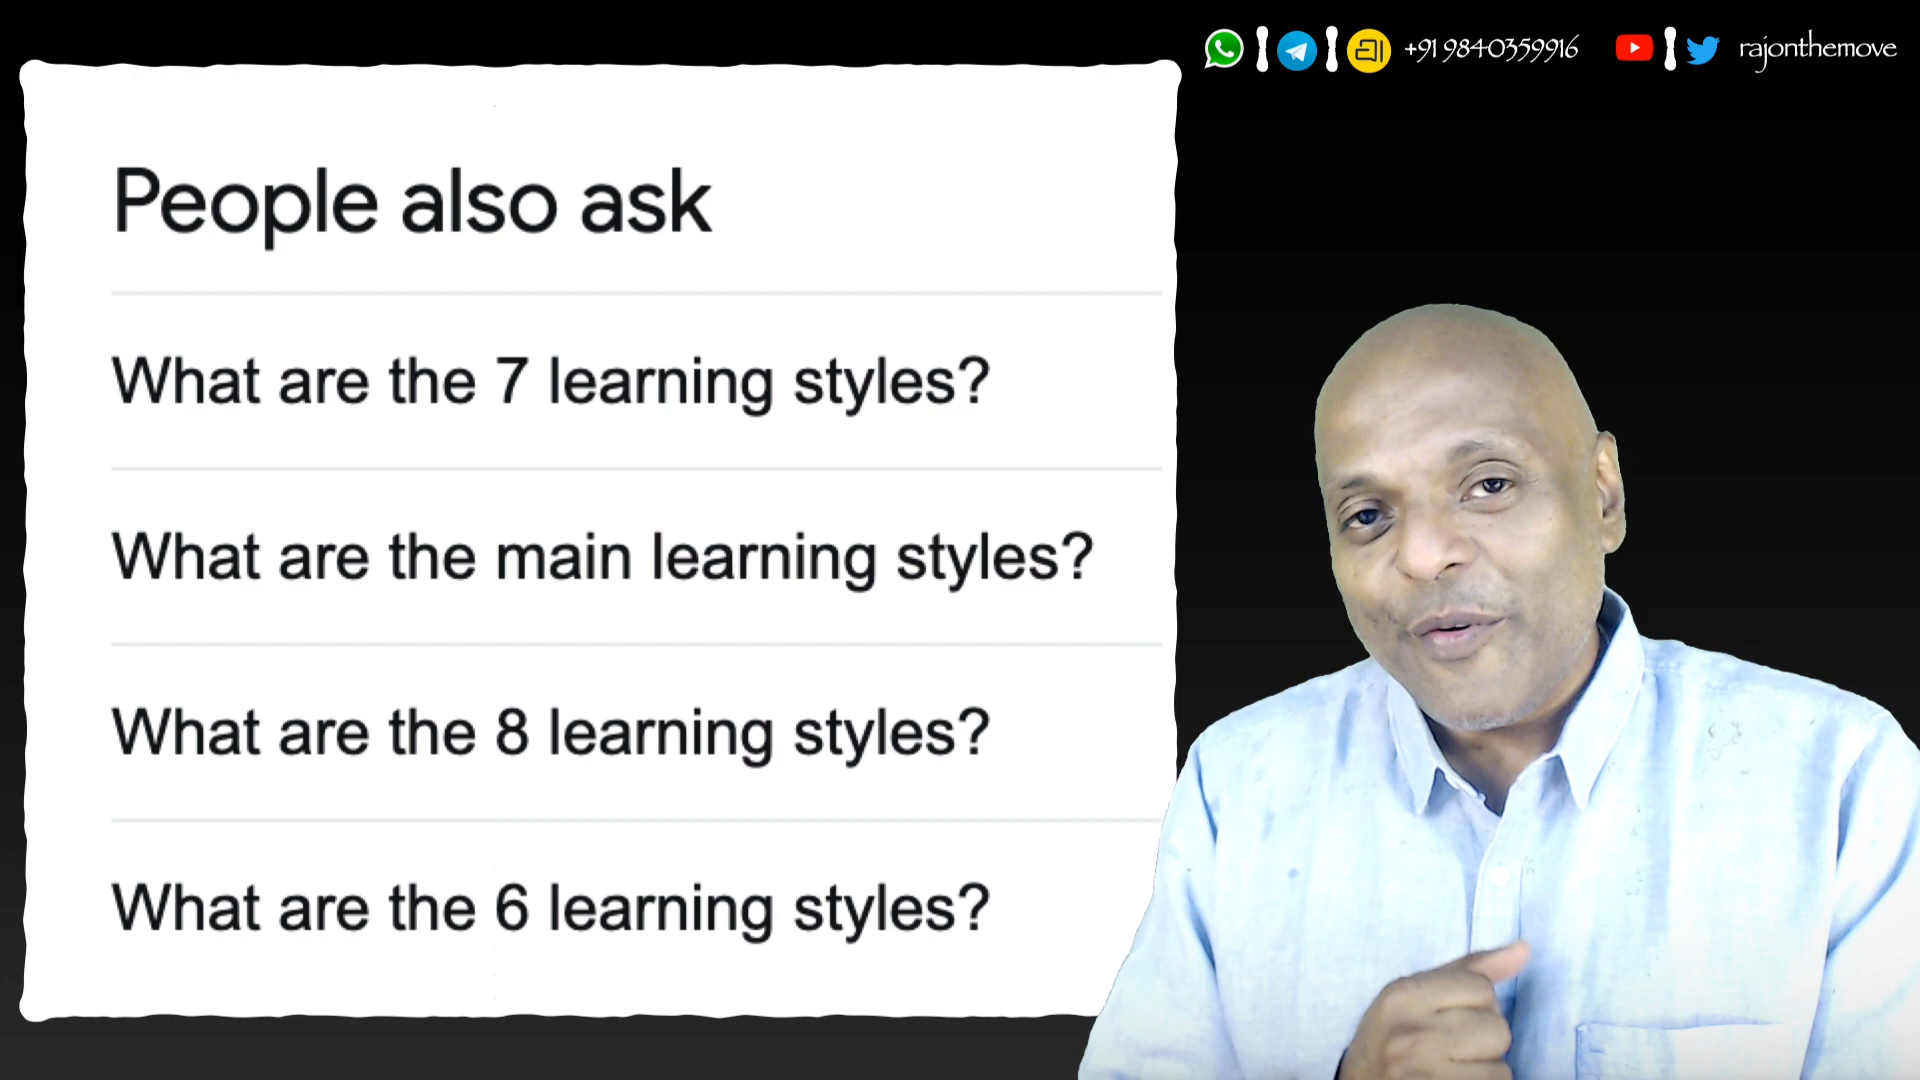 +91 9840359916 rajonthemove
People also ask
What are the 7 learning styles?
What are the main learning styles?
What are the 8 learning styles?
What are the 6 learning styles?